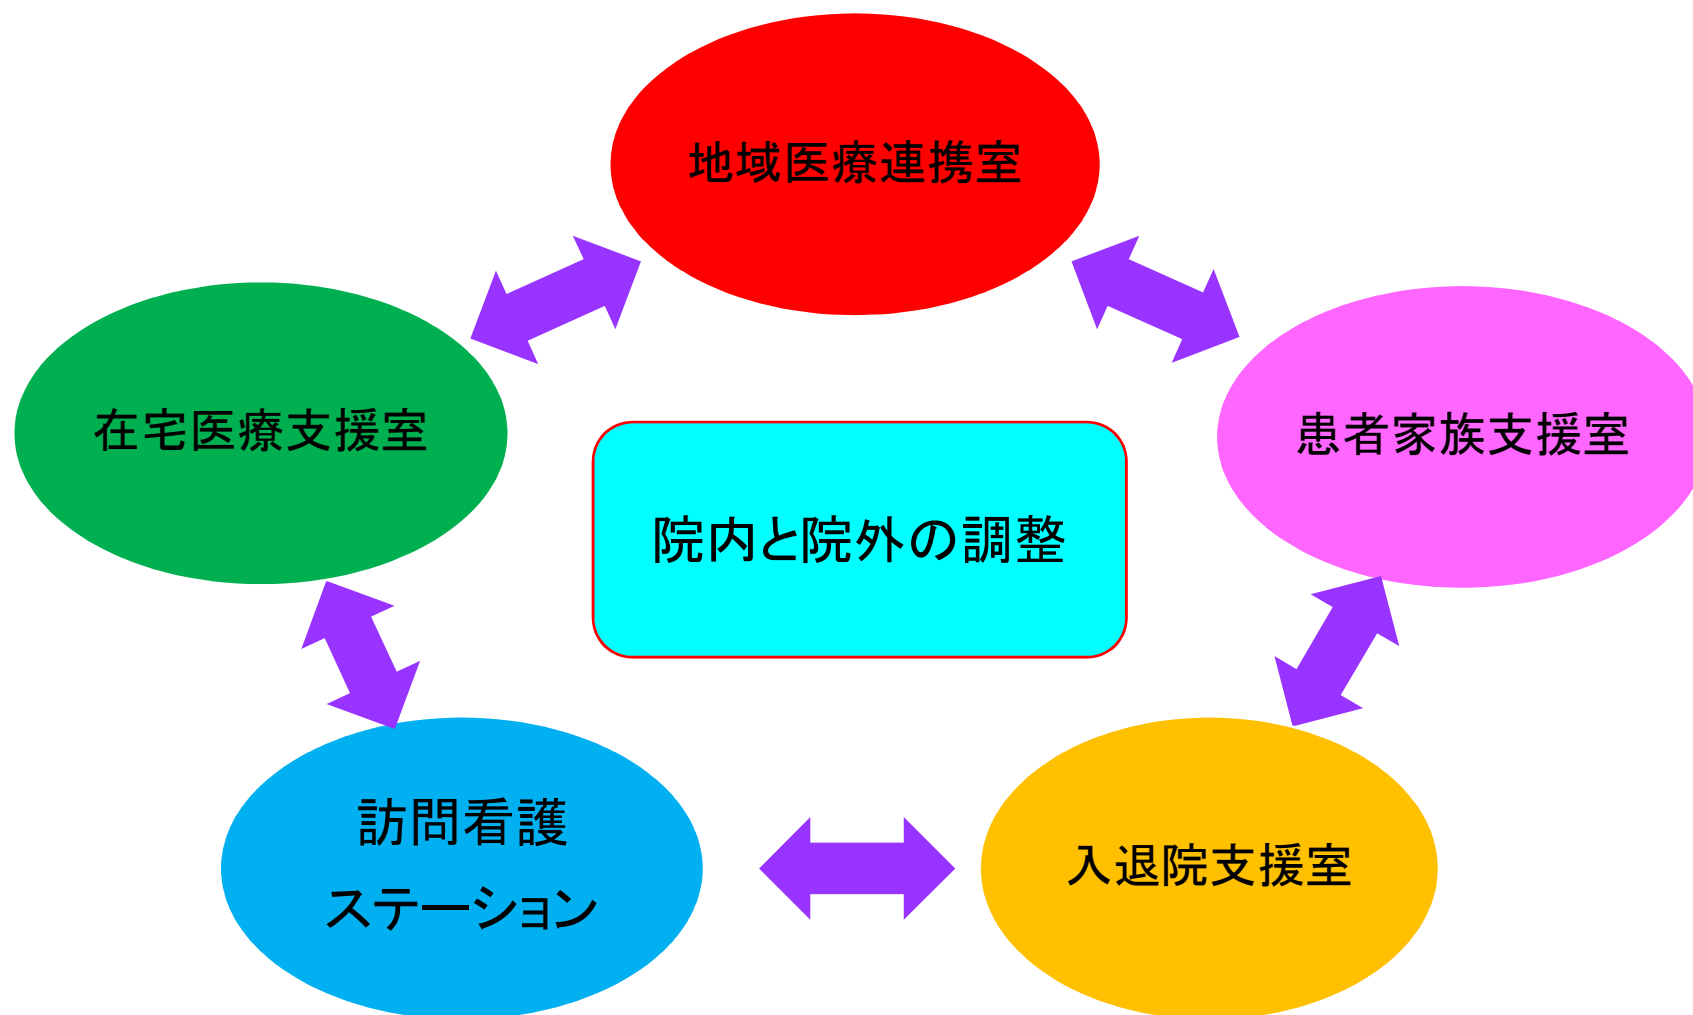 地域医療連携室
在宅医療支援室
患者家族支援室
院内と院外の調整
訪問看護
ステーション
入退院支援室